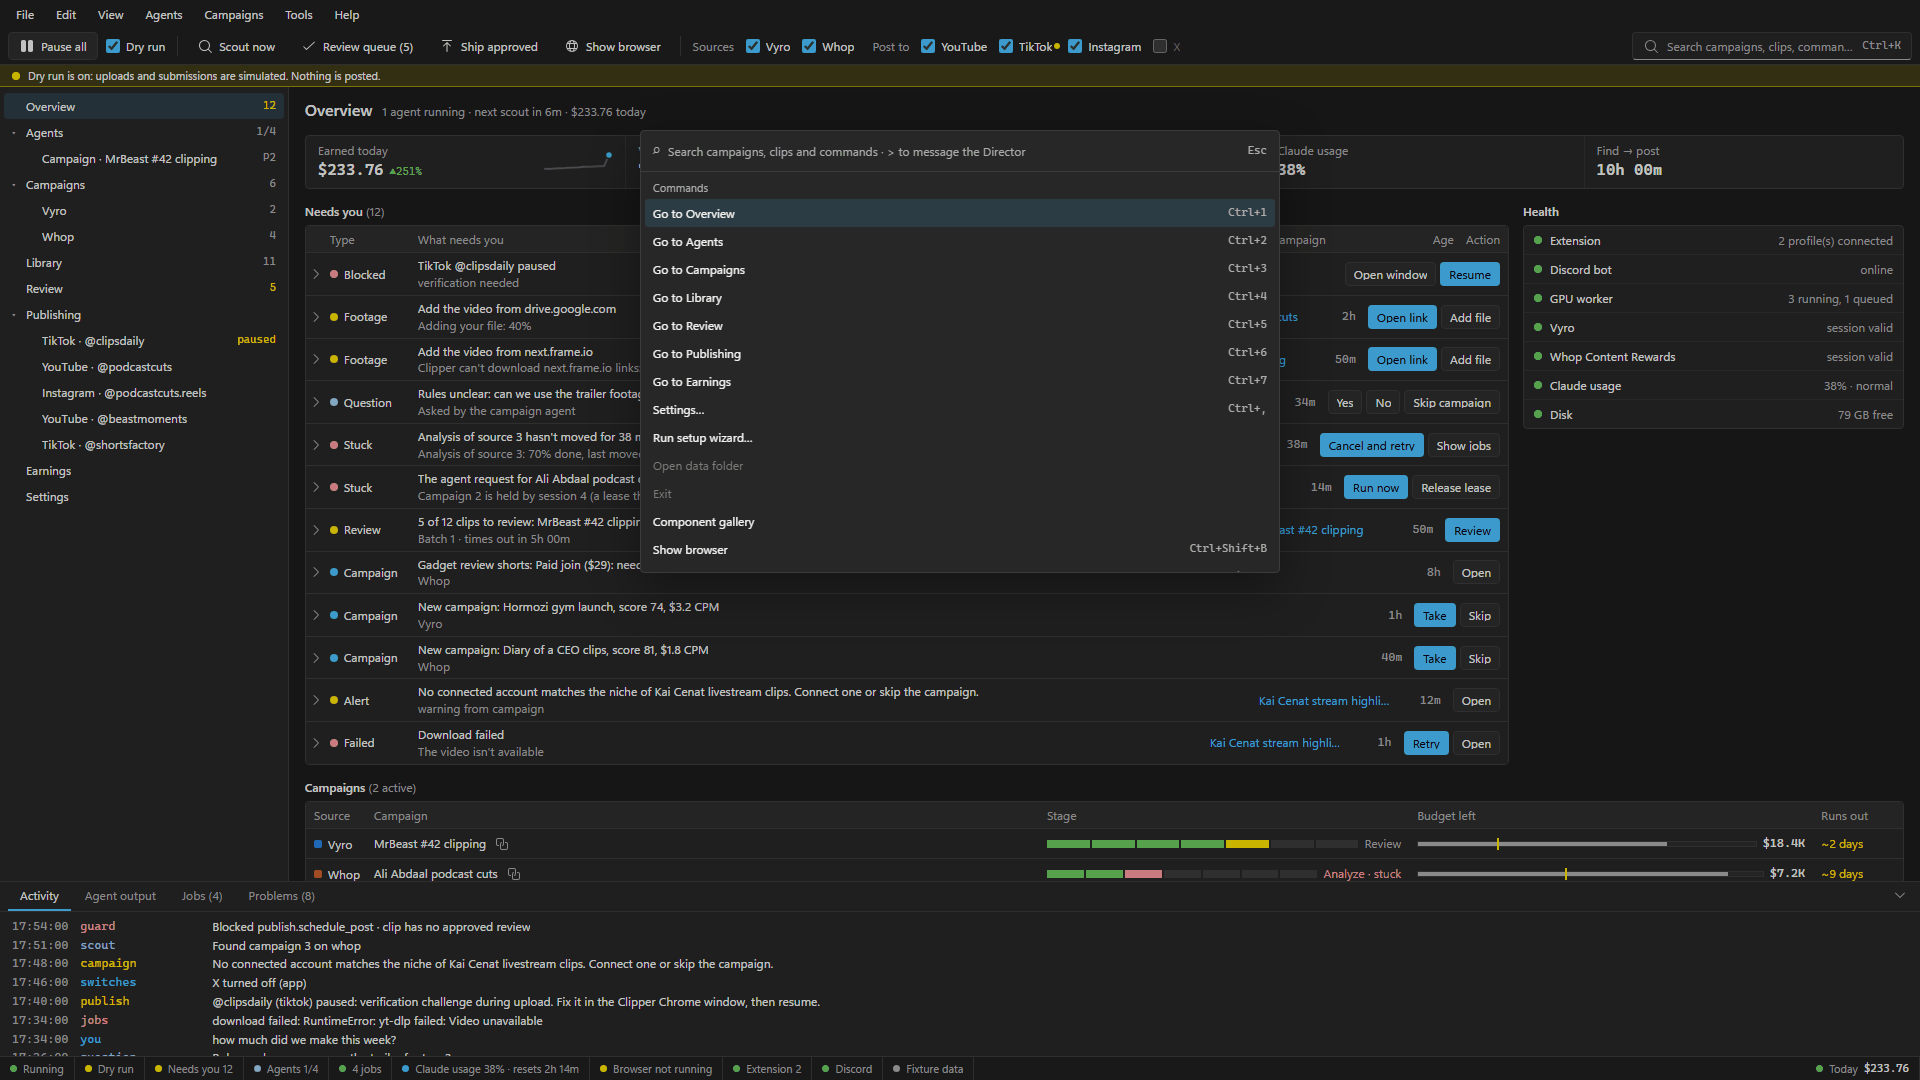 File Edit View Agents Campaigns Tools Help
Pause all Dry run Scout now Review queue (5) Ship approved Show browser Sources Vyro Whop Post to YouTube TikTok Instagram X Search campaigns, clips, comman... Ctrl+K
Dry run is on: uploads and submissions are simulated. Nothing is posted.
Overview 12
Agents 1/4
Campaign · MrBeast #42 clipping P2
Campaigns 6
Vyro 2
Whop 4
Library 11
Review 5
Publishing
TikTok · @clipsdaily paused
YouTube · @podcastcuts
Instagram · @podcastcuts.reels
YouTube · @beastmoments
TikTok · @shortsfactory
Earnings
Settings
Overview 1 agent running · next scout in 6m · $233.76 today
Earned today
$233.76 ▲251%
Claude usage
38%
Find → post
10h 00m
Search campaigns, clips and commands · > to message the Director Esc
Commands
Go to Overview Ctrl+1
Go to Agents Ctrl+2
Go to Campaigns Ctrl+3
Go to Library Ctrl+4
Go to Review Ctrl+5
Go to Publishing Ctrl+6
Go to Earnings Ctrl+7
Settings... Ctrl+,
Run setup wizard...
Open data folder
Exit
Component gallery
Show browser Ctrl+Shift+B
Needs you (12)
Type What needs you Age Action
Blocked TikTok @clipsdaily paused Open window Resume
verification needed
Footage Add the video from drive.google.com 2h Open link Add file
Adding your file: 40%
Footage Add the video from next.frame.io 50m Open link Add file
Clipper can't download next.frame.io links
Question Rules unclear: can we use the trailer 34m Yes No Skip campaign
Asked by the campaign agent
Stuck Analysis of source 3 hasn't moved for 38 38m Cancel and retry Show jobs
Analysis of source 3: 70% done, last
Stuck The agent request for Ali Abdaal podcast 14m Run now Release lease
Campaign 2 is held by session 4 (a lease
Review 5 of 12 clips to review: MrBeast #42 #42 clipping 50m Review
Batch 1 · times out in 5h 00m
Campaign Gadget review shorts: Paid join ($29): 8h Open
Whop
Campaign New campaign: Hormozi gym launch, score 74, $3.2 CPM 1h Take Skip
Vyro
Campaign New campaign: Diary of a CEO clips, score 81, $1.8 CPM 40m Take Skip
Whop
Alert No connected account matches the niche of Kai Cenat livestream clips. Connect one or skip the campaign. Kai Cenat stream highli... 12m Open
warning from campaign
Failed Download failed Kai Cenat stream highli... 1h Retry Open
The video isn't available
Health
Extension 2 profile(s) connected
Discord bot online
GPU worker 3 running, 1 queued
Vyro session valid
Whop Content Rewards session valid
Claude usage 38% · normal
Disk 79 GB free
Campaigns (2 active)
Source Campaign Stage Budget left Runs out
Vyro MrBeast #42 clipping Review $18.4K ~2 days
Whop Ali Abdaal podcast cuts Analyze · stuck $7.2K ~9 days
Activity Agent output Jobs (4) Problems (8)
17:54:00 guard Blocked publish.schedule_post · clip has no approved review
17:51:00 scout Found campaign 3 on whop
17:48:00 campaign No connected account matches the niche of Kai Cenat livestream clips. Connect one or skip the campaign.
17:46:00 switches X turned off (app)
17:40:00 publish @clipsdaily (tiktok) paused: verification challenge during upload. Fix it in the Clipper Chrome window, then resume.
17:34:00 jobs download failed: RuntimeError: yt-dlp failed: Video unavailable
17:34:00 you how much did we make this week?
Running Dry run Needs you 12 Agents 1/4 4 jobs Claude usage 38% · resets 2h 14m Browser not running Extension 2 Discord Fixture data Today $233.76